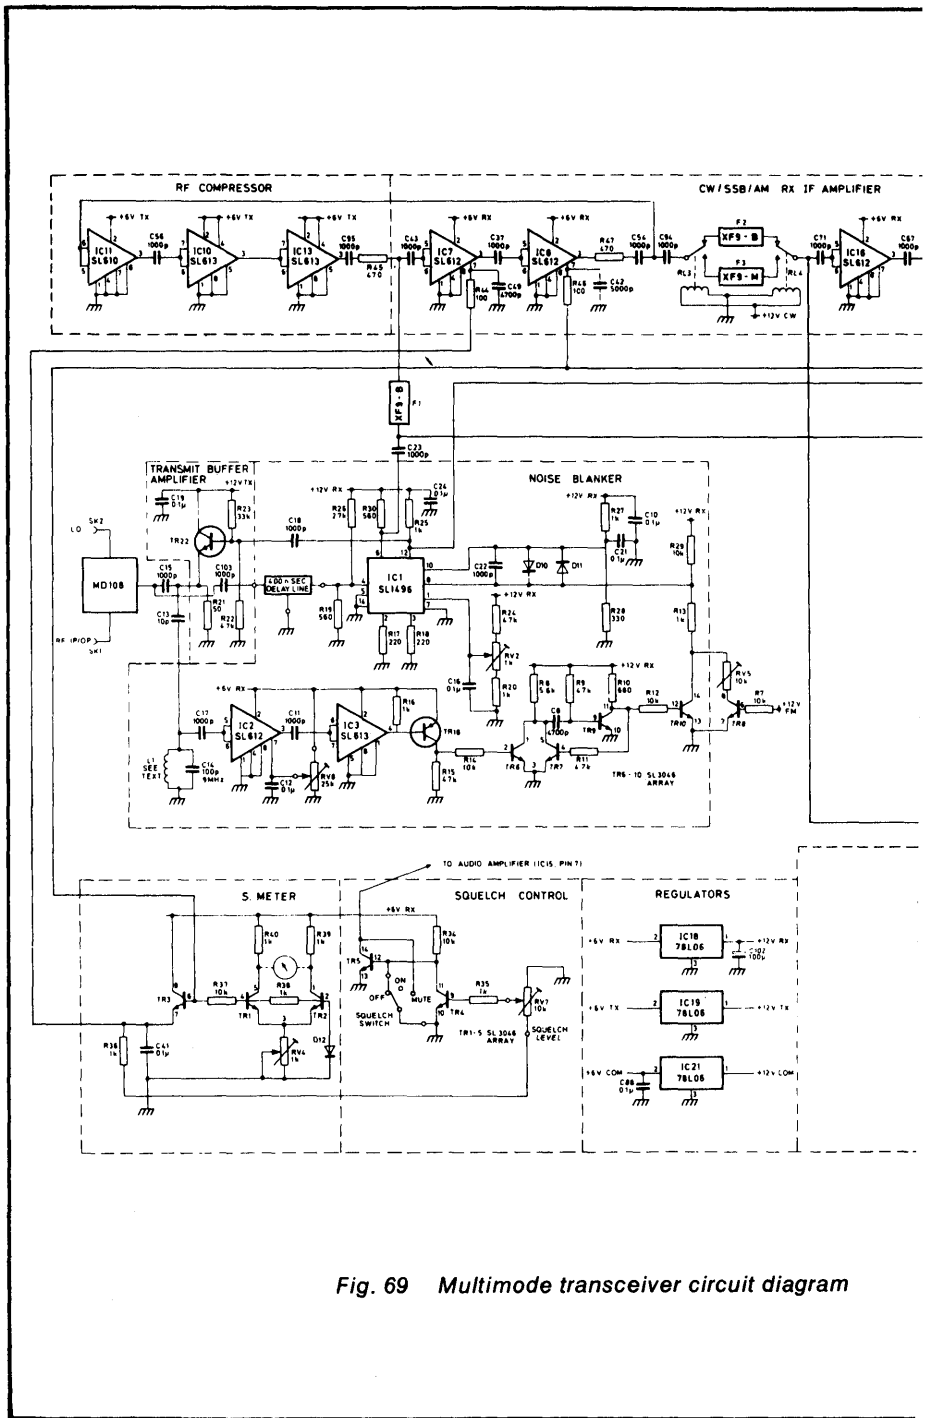 RF COMPRESSOR
CW/SSB/AM RX IF AMPLIFIER
+6V TX
+6V TX
+6V TX
+6V RX
+6V RX
+6V RX
IC11
SL610
C56
1000p
IC10
SL613
IC13
SL613
C95
1000p
R45
470
C43
1000p
IC7
SL612
C37
1000p
IC8
SL612
R47
470
C54
1000p
C94
1000p
F2
XF9-B
F3
XF9-M
RL3
RL4
+12V CW
C71
1000p
IC16
SL612
C67
1000p
R44
100
C49
4700p
R46
100
C42
5000p
XF9-B
F1
C23
1000p
TRANSMIT BUFFER
AMPLIFIER
NOISE BLANKER
+12V TX
C19
0.1µ
R23
33k
TR22
C18
1000p
+12V RX
R26
2.7k
R30
560
R25
1k
C24
0.1µ
+12V RX
R27
1k
C10
0.1µ
C21
0.1µ
+12V RX
R29
10k
SK2
LO
MD108
RF IP/OP
SK1
C15
1000p
C103
1000p
C13
10p
R21
50
R22
4.7k
400 n SEC
DELAY LINE
R19
560
IC1
SL1496
R17
220
R18
220
C22
1000p
D10
D11
+12V RX
R24
4.7k
RV2
1k
R20
1k
C16
0.1µ
R28
330
R13
1k
RV5
10k
R7
10k
+12V
FM
TR8
+6V RX
C17
1000p
IC2
SL612
C11
1000p
IC3
SL613
R16
1k
TR18
R14
10k
R15
47k
C12
0.1µ
RV8
25k
L1
SEE
TEXT
C14
100p
9MHz
R8
5.6k
R9
47k
R10
680
+12V RX
C8
4700p
TR9
R12
10k
TR10
TR6
TR7
R11
4.7k
TR6-10 SL3046
ARRAY
TO AUDIO AMPLIFIER (IC15, PIN 7)
S. METER
SQUELCH CONTROL
REGULATORS
+6V RX
R40
1k
R39
1k
TR3
R37
10k
R38
1k
TR1
TR2
D12
RV4
1k
R36
1k
C41
0.1µ
TR5
R34
10k
ON
OFF
MUTE
SQUELCH
SWITCH
TR4
R35
1k
RV7
10k
TR1-5 SL3046
ARRAY
SQUELCH
LEVEL
+6V RX
IC18
78L06
+12V RX
C102
100µ
+6V TX
IC19
78L06
+12V TX
+6V COM
IC21
78L06
+12V COM
C88
0.1µ
Fig. 69 Multimode transceiver circuit diagram